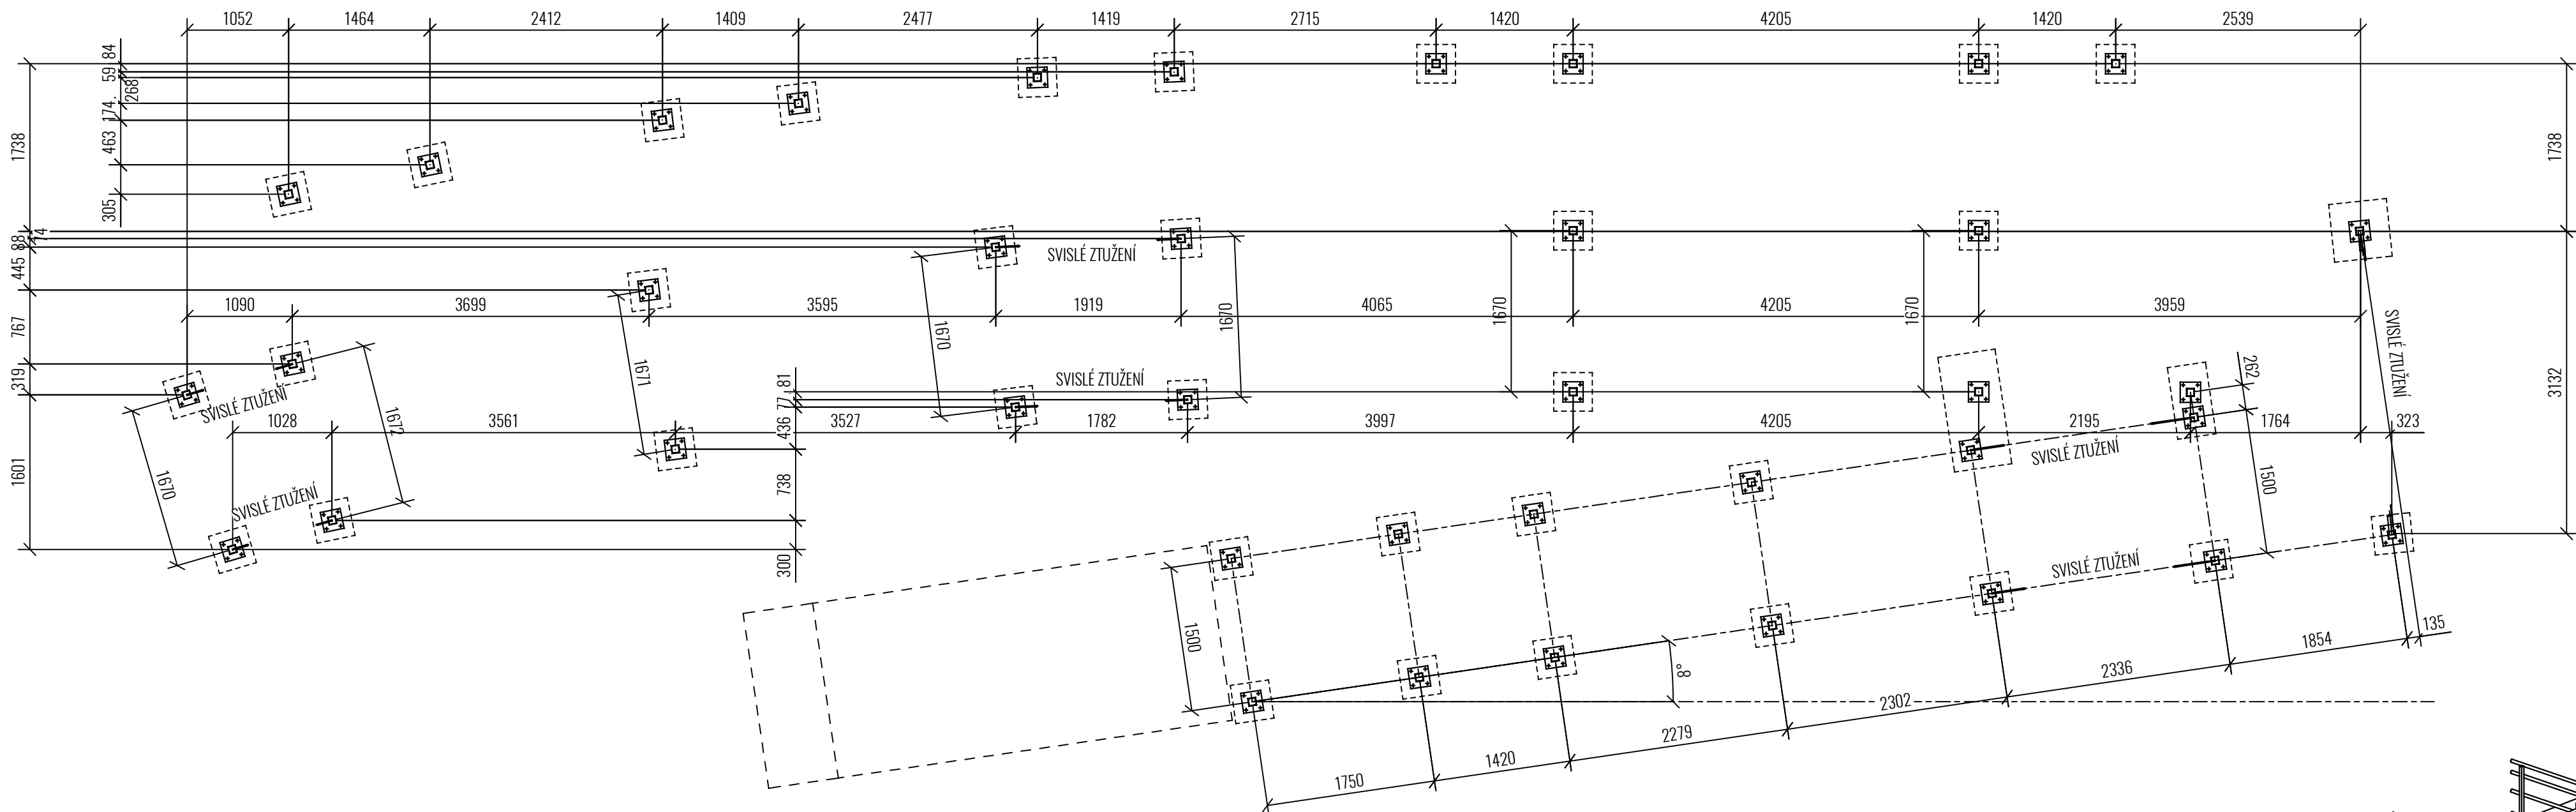 1052 1464 2412 1409 2477 1419 2715 1420 4205 1420 2539
84
59
268
174
463
305
1738
1738
74
88
445
767
319
1601
SVISLÉ ZTUŽENÍ
1090 3699 3595 1919 4065 4205 3959
1670
1670
1670
1670
1671
1672
1670
SVISLÉ ZTUŽENÍ
SVISLÉ ZTUŽENÍ
3132
81
77
436
738
300
SVISLÉ ZTUŽENÍ
1028 3561 3527 1782 3997 4205 2195 1764 323
262
SVISLÉ ZTUŽENÍ
SVISLÉ ZTUŽENÍ
1500
SVISLÉ ZTUŽENÍ
1500
8°
1750 1420 2279 2302 2336 1854 135